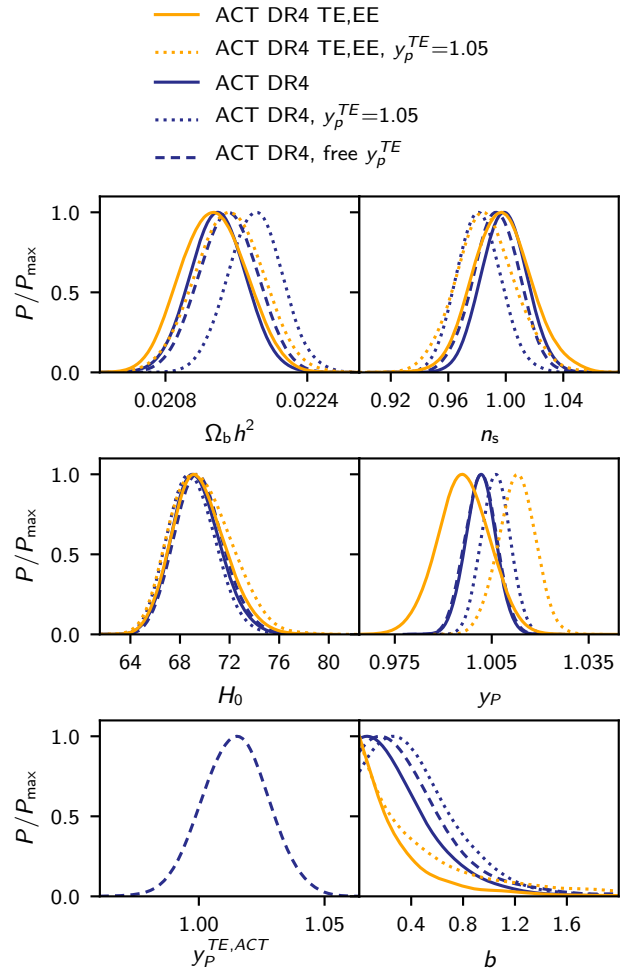 ACT DR4 TE,EE
ACT DR4 TE,EE, y_p^{TE}=1.05
ACT DR4
ACT DR4, y_p^{TE}=1.05
ACT DR4, free y_p^{TE}
P/P_max
1.0
0.5
0.0
0.0208 0.0224
Ω_b h^2
0.92 0.96 1.00 1.04
n_s
P/P_max
1.0
0.5
0.0
64 68 72 76 80
H_0
0.975 1.005 1.035
y_P
P/P_max
1.0
0.5
0.0
1.00 1.05
y_P^{TE,ACT}
0.4 0.8 1.2 1.6
b